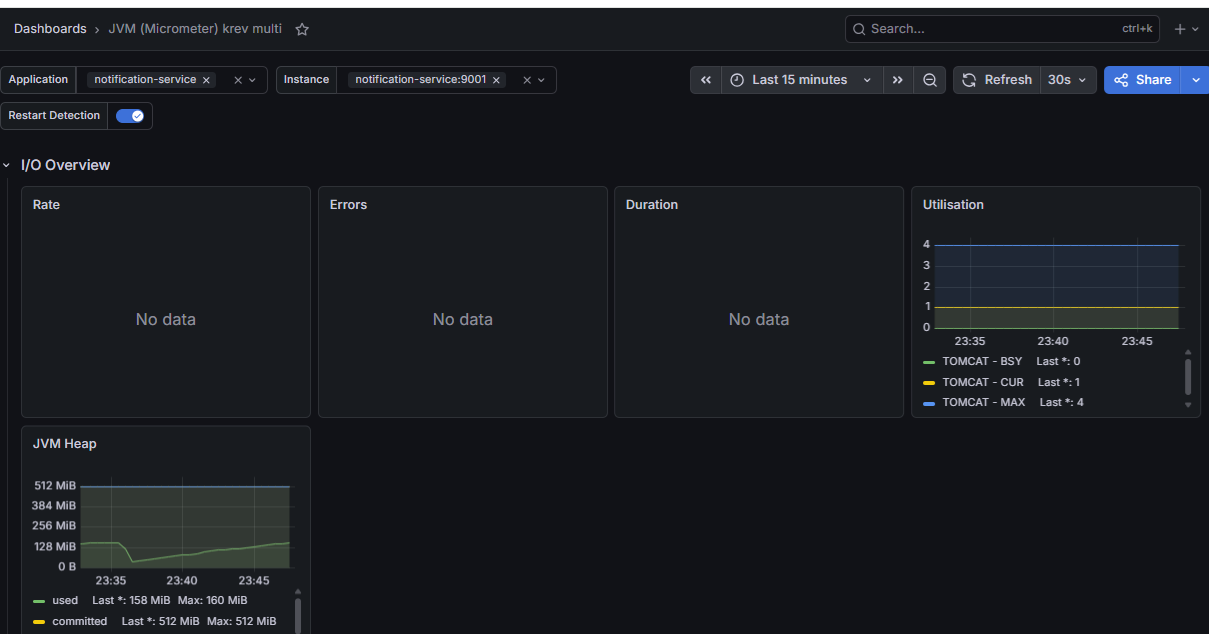 Dashboards › JVM (Micrometer) krev multi
Search... ctrl+k
Application notification-service × Instance notification-service:9001 ×
Last 15 minutes Refresh 30s Share
Restart Detection
I/O Overview
Rate
No data
Errors
No data
Duration
No data
Utilisation
4
3
2
1
0
23:35 23:40 23:45
TOMCAT - BSY Last *: 0
TOMCAT - CUR Last *: 1
TOMCAT - MAX Last *: 4
JVM Heap
512 MiB
384 MiB
256 MiB
128 MiB
0 B
23:35 23:40 23:45
used Last *: 158 MiB Max: 160 MiB
committed Last *: 512 MiB Max: 512 MiB